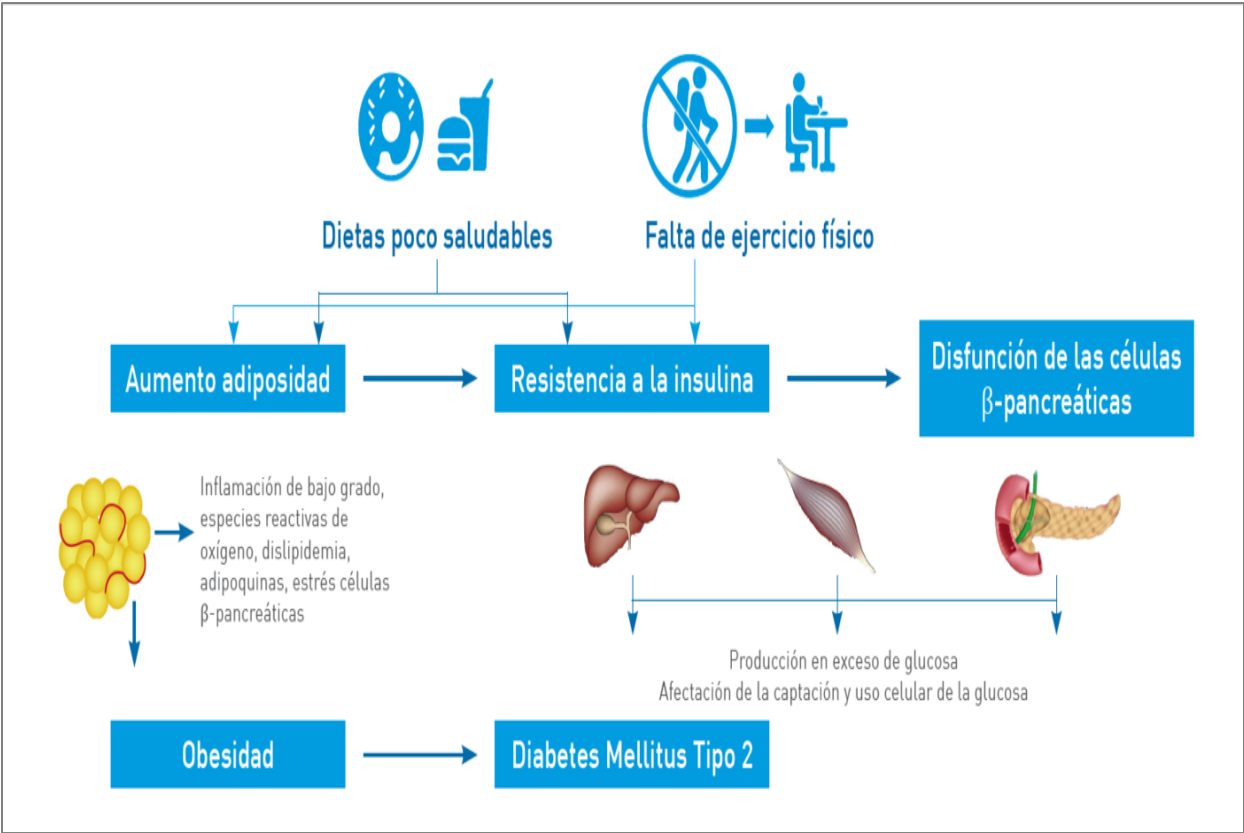 Dietas poco saludables
Falta de ejercicio físico
Aumento adiposidad
Resistencia a la insulina
Disfunción de las células
β-pancreáticas
Inflamación de bajo grado,
especies reactivas de
oxígeno, dislipidemia,
adipoquinas, estrés células
β-pancreáticas
Producción en exceso de glucosa
Afectación de la captación y uso celular de la glucosa
Obesidad
Diabetes Mellitus Tipo 2